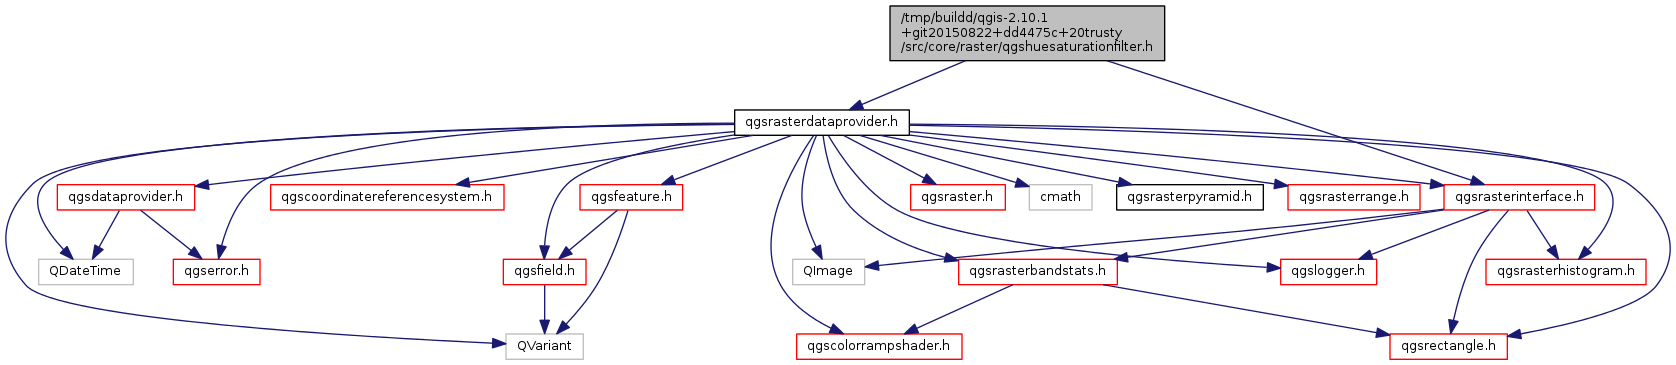 /tmp/buildd/qgis-2.10.1
+git20150822+dd4475c+20trusty
/src/core/raster/qgshuesaturationfilter.h
qgsrasterdataprovider.h
qgsdataprovider.h
qgscoordinatereferencesystem.h
qgsfeature.h
qgsraster.h
cmath
qgsrasterpyramid.h
qgsrasterrange.h
qgsrasterinterface.h
QDateTime
qgserror.h
qgsfield.h
QImage
qgsrasterbandstats.h
qgslogger.h
qgsrasterhistogram.h
QVariant
qgscolorrampshader.h
qgsrectangle.h